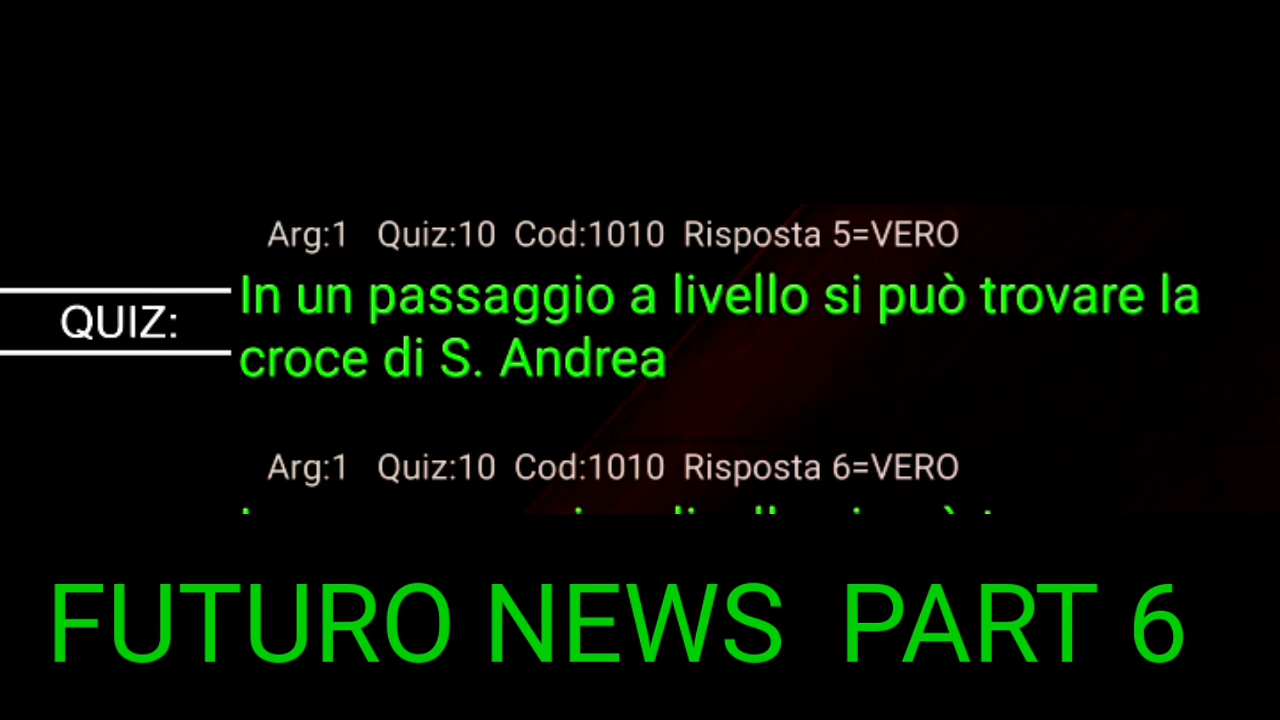 Arg:1 Quiz:10 Cod:1010 Risposta 5=VERO
QUIZ:
In un passaggio a livello si può trovare la
croce di S. Andrea
Arg:1 Quiz:10 Cod:1010 Risposta 6=VERO
FUTURO NEWS PART 6